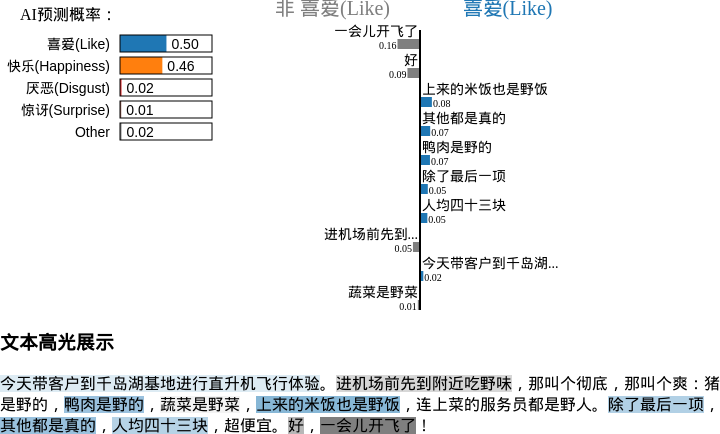 AI预测概率：
喜爱(Like) 0.50
快乐(Happiness) 0.46
厌恶(Disgust) 0.02
惊讶(Surprise) 0.01
Other 0.02
非 喜爱(Like) 喜爱(Like)
一会儿开飞了
0.16
好
0.09
上来的米饭也是野饭
0.08
其他都是真的
0.07
鸭肉是野的
0.07
除了最后一项
0.05
人均四十三块
0.05
进机场前先到...
0.05
今天带客户到千岛湖...
0.02
蔬菜是野菜
0.01
文本高光展示
今天带客户到千岛湖基地进行直升机飞行体验。进机场前先到附近吃野味，那叫个彻底，那叫个爽：猪
是野的，鸭肉是野的，蔬菜是野菜，上来的米饭也是野饭，连上菜的服务员都是野人。除了最后一项，
其他都是真的，人均四十三块，超便宜。好，一会儿开飞了！